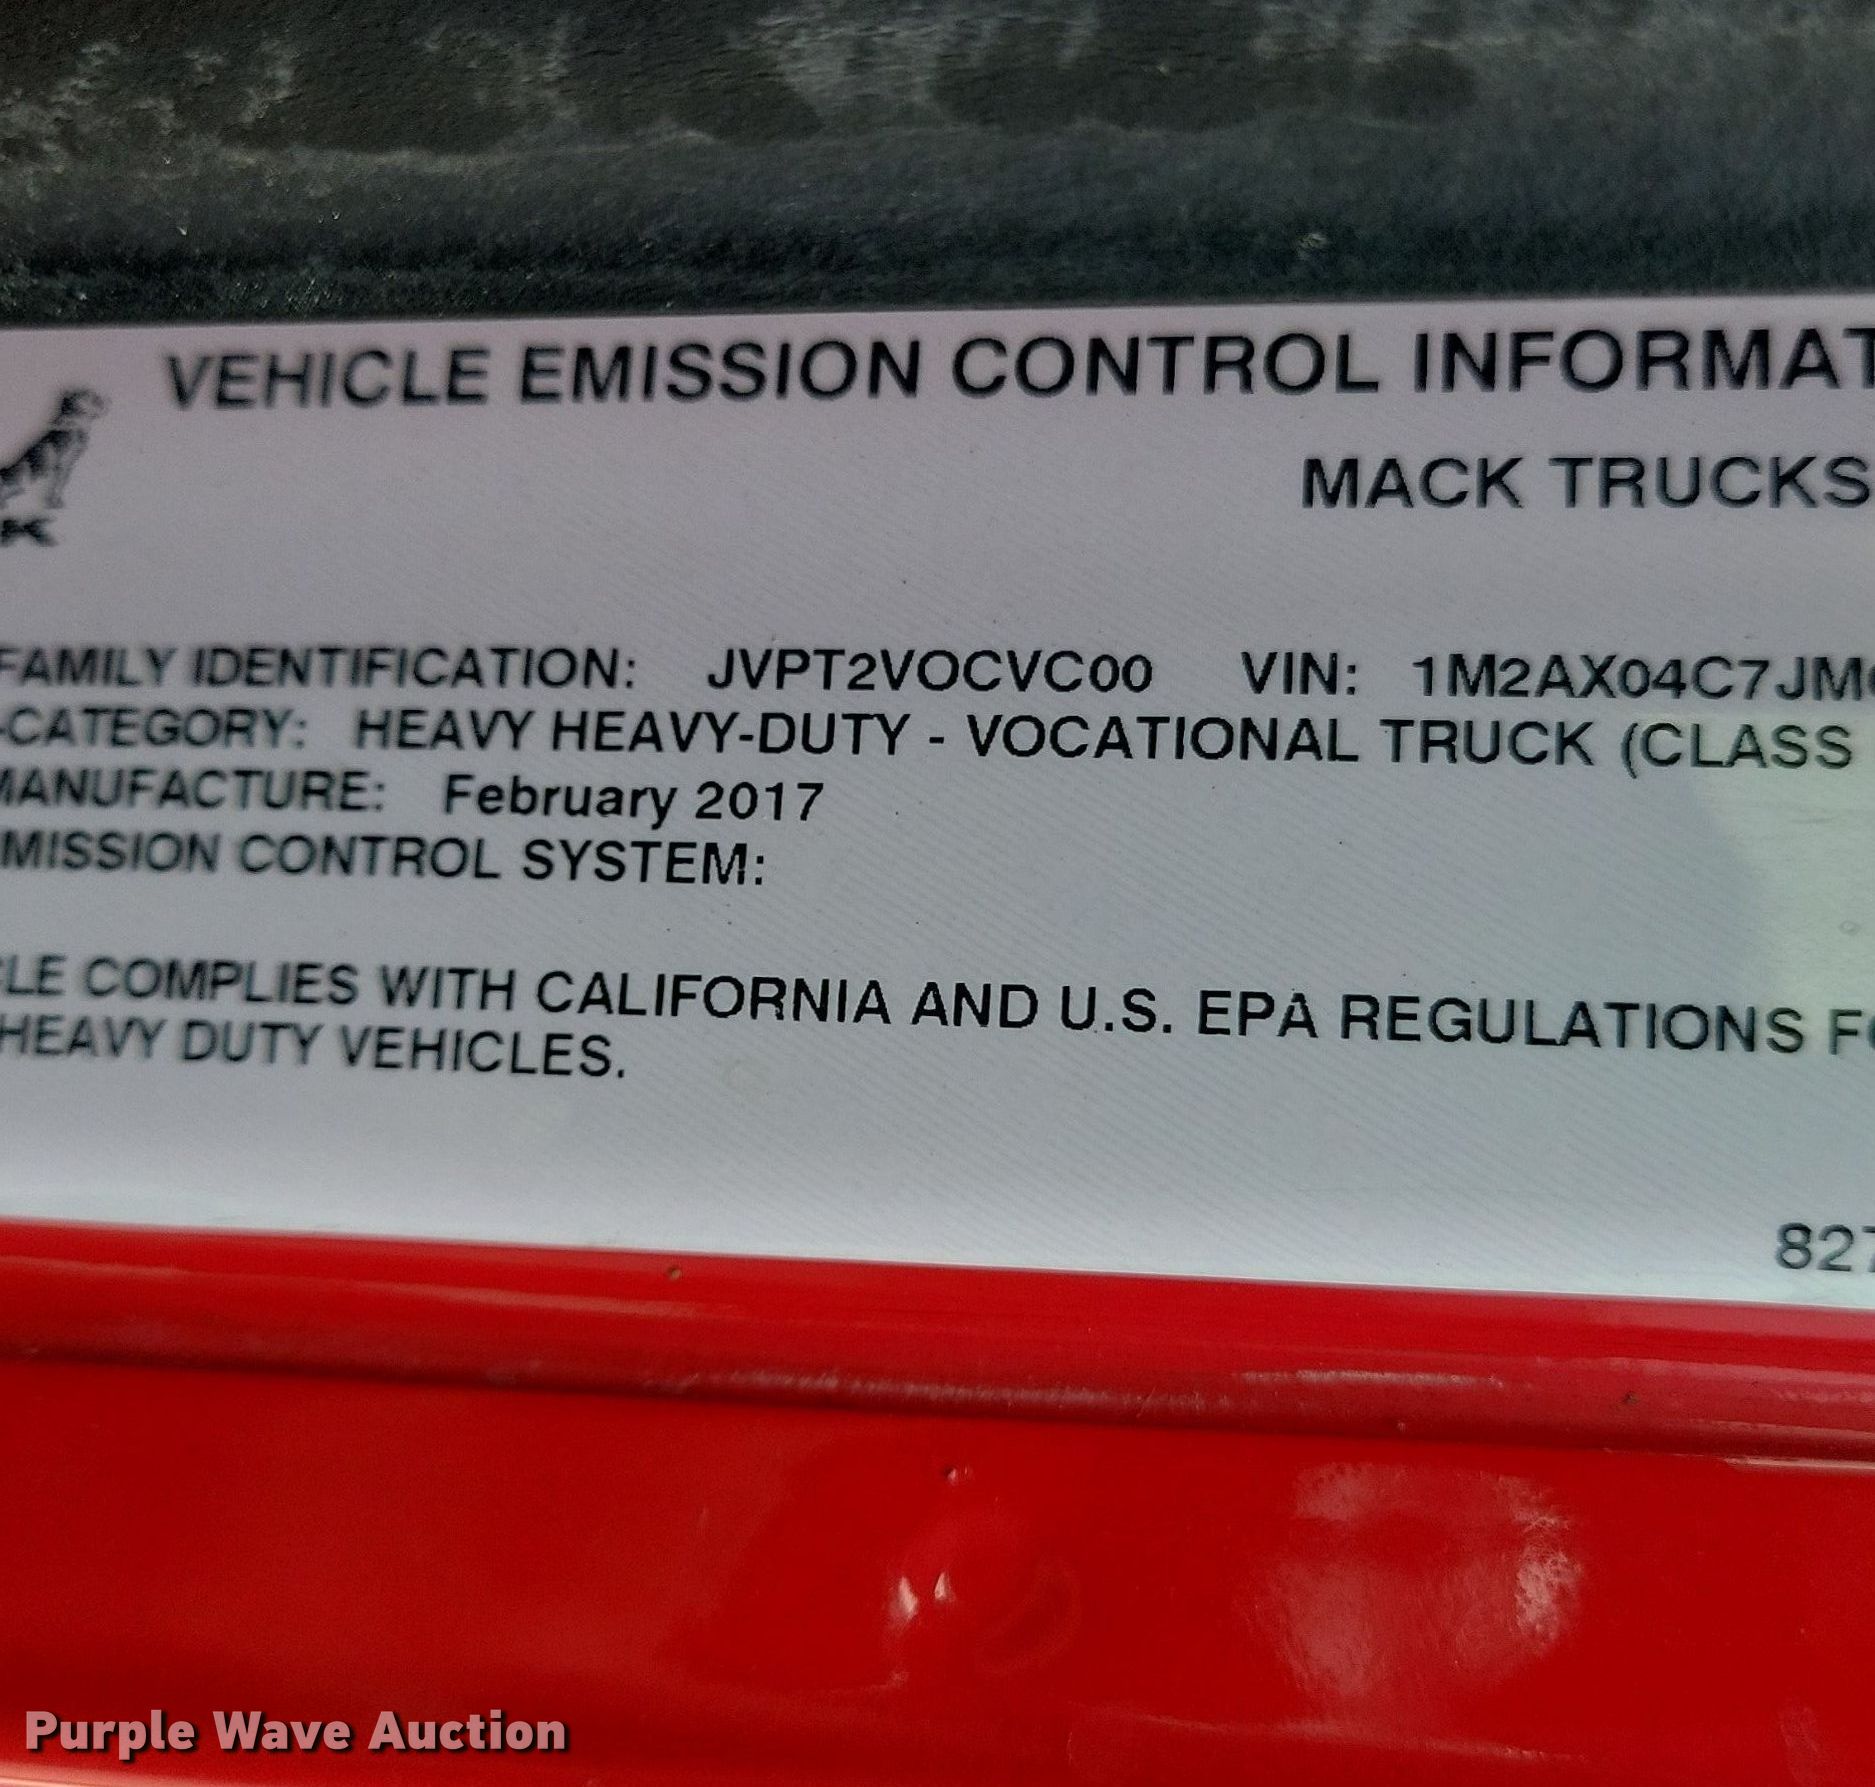 VEHICLE EMISSION CONTROL INFORMAT
MACK TRUCKS
FAMILY IDENTIFICATION: JVPT2VOCVC00 VIN: 1M2AX04C7JM
-CATEGORY: HEAVY HEAVY-DUTY - VOCATIONAL TRUCK (CLASS
MANUFACTURE: February 2017
MISSION CONTROL SYSTEM:
LE COMPLIES WITH CALIFORNIA AND U.S. EPA REGULATIONS F
HEAVY DUTY VEHICLES.
827
Purple Wave Auction